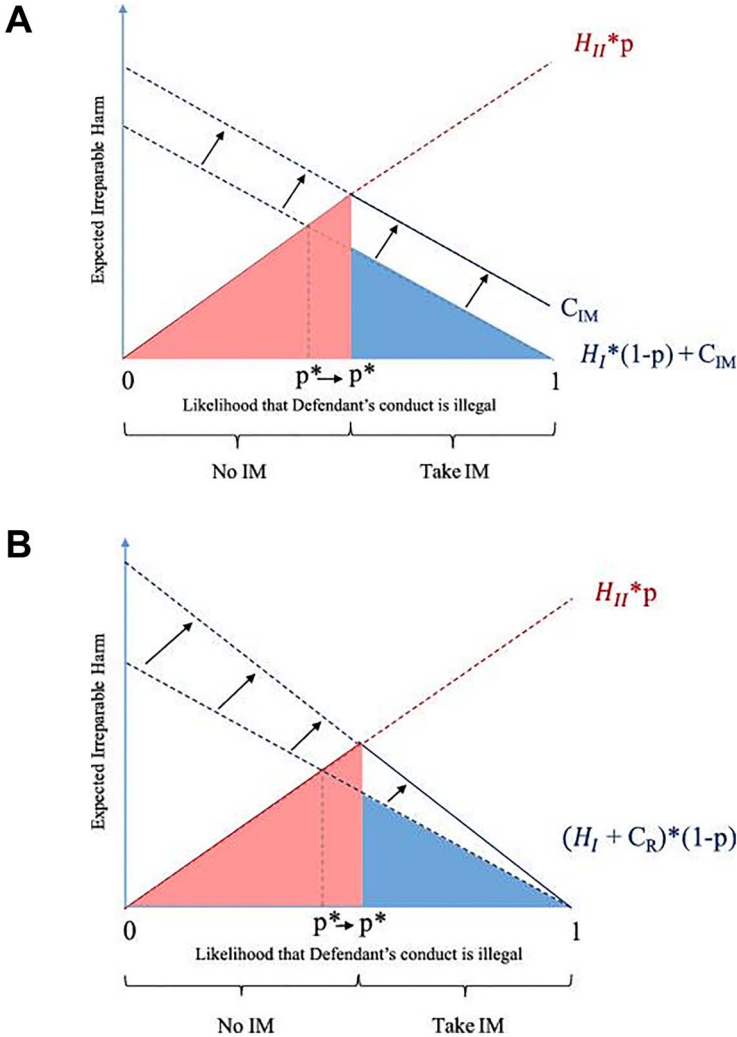 A
H_II*p
Expected Irreparable Harm
C_IM
H_I*(1-p) + C_IM
0
p*→ p*
1
Likelihood that Defendant's conduct is illegal
No IM
Take IM
B
H_II*p
Expected Irreparable Harm
(H_I + C_R)*(1-p)
0
p*→ p*
1
Likelihood that Defendant's conduct is illegal
No IM
Take IM